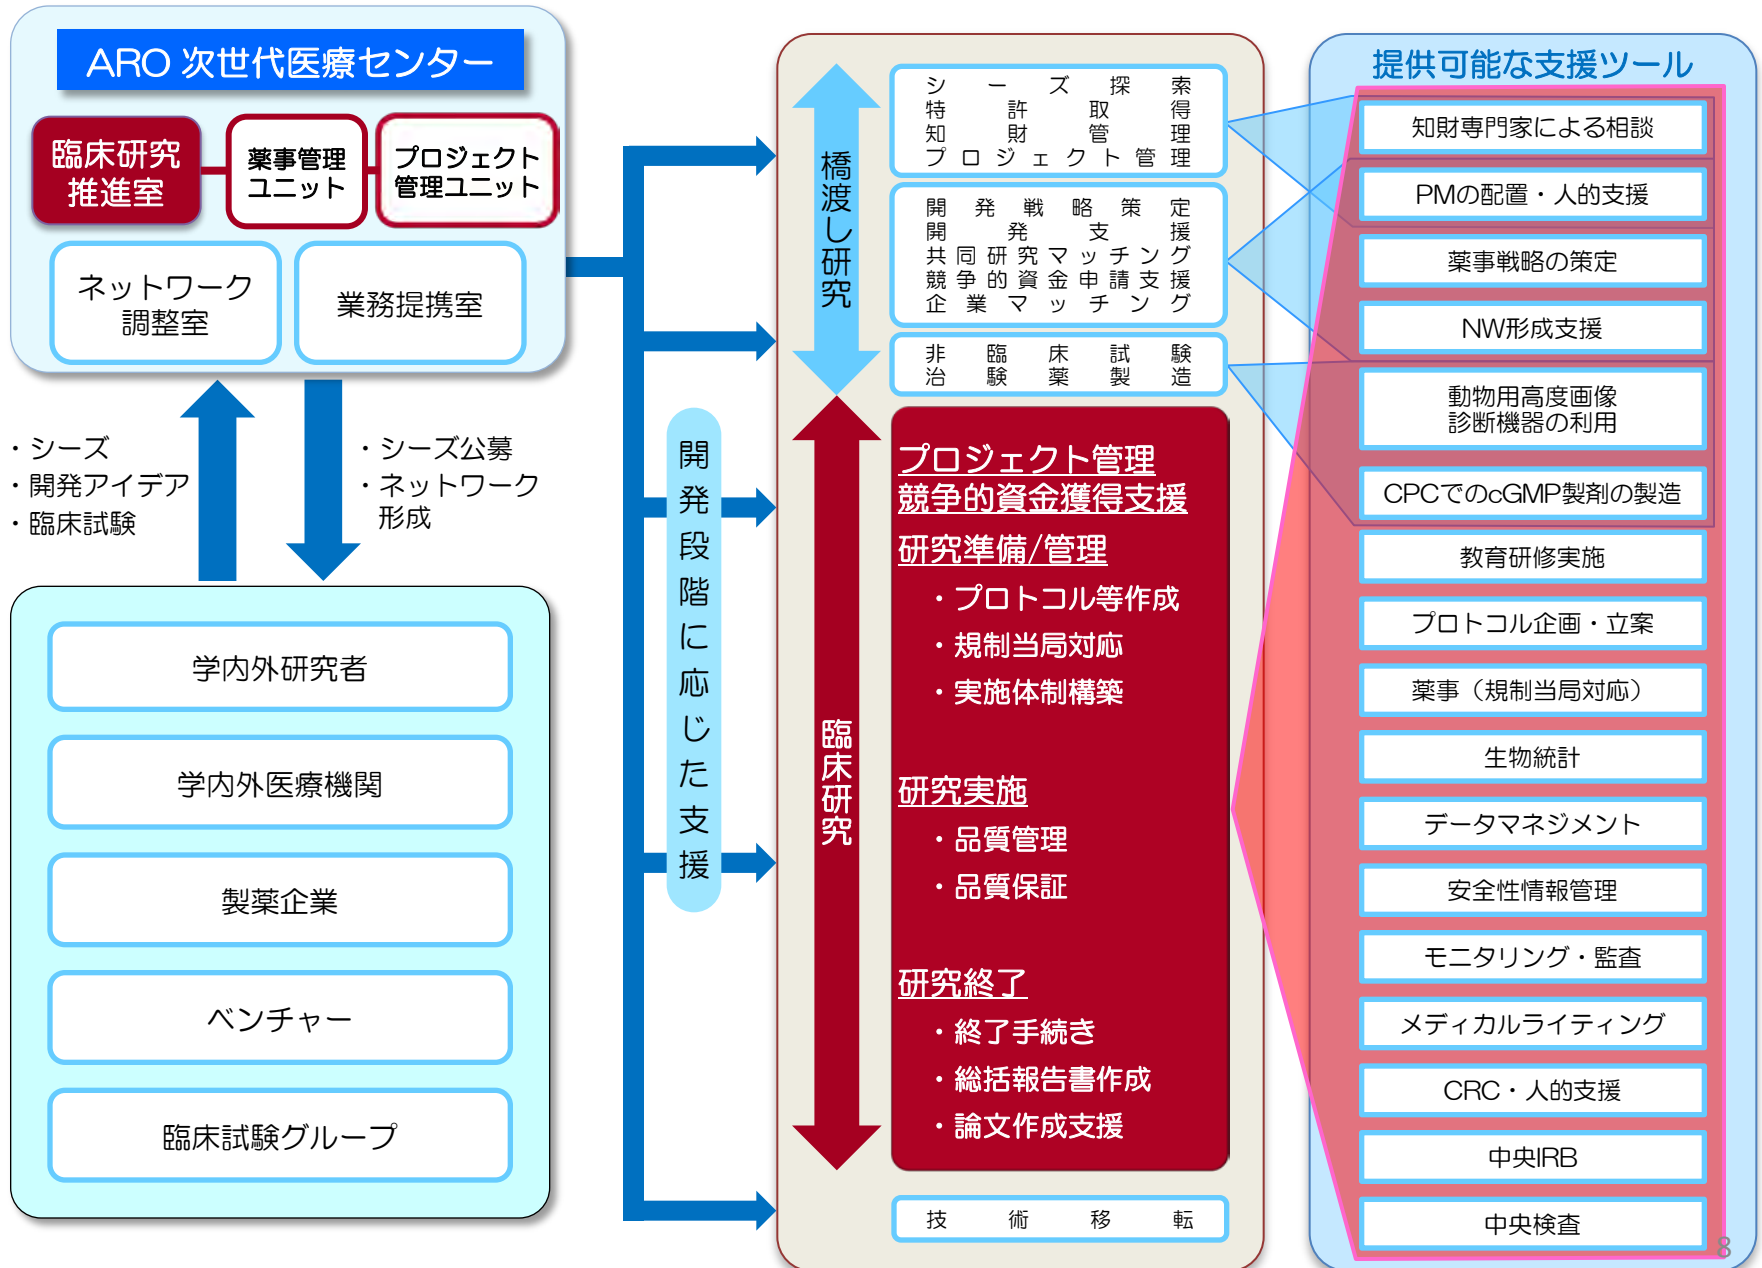 ARO 次世代医療センター
臨床研究
推進室
薬事管理
ユニット
プロジェクト
管理ユニット
ネットワーク
調整室
業務提携室
・シーズ
・開発アイデア
・臨床試験
・シーズ公募
・ネットワーク
形成
学内外研究者
学内外医療機関
製薬企業
ベンチャー
臨床試験グループ
開発段階に応じた支援
橋渡し研究
臨床研究
シーズ探索
特許取得
知財管理
プロジェクト管理
開発戦略策定
開発支援
共同研究マッチング
競争的資金申請支援
企業マッチング
非臨床試験
治験薬製造
プロジェクト管理
競争的資金獲得支援
研究準備/管理
・プロトコル等作成
・規制当局対応
・実施体制構築
研究実施
・品質管理
・品質保証
研究終了
・終了手続き
・総括報告書作成
・論文作成支援
技術移転
提供可能な支援ツール
知財専門家による相談
PMの配置・人的支援
薬事戦略の策定
NW形成支援
動物用高度画像
診断機器の利用
CPCでのcGMP製剤の製造
教育研修実施
プロトコル企画・立案
薬事（規制当局対応）
生物統計
データマネジメント
安全性情報管理
モニタリング・監査
メディカルライティング
CRC・人的支援
中央IRB
中央検査
8